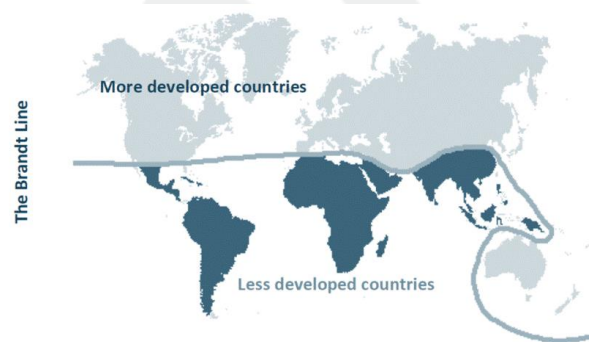 The Brandt Line
More developed countries
Less developed countries